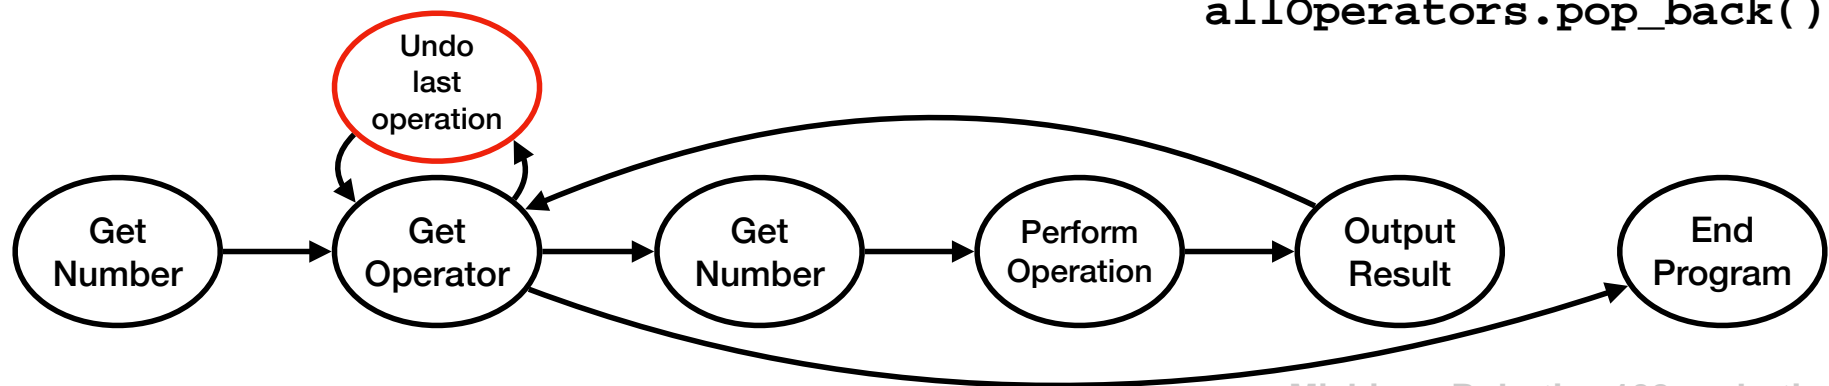 allOperators.pop_back()
Undo
last
operation
Get
Number
Get
Operator
Get
Number
Perform
Operation
Output
Result
End
Program